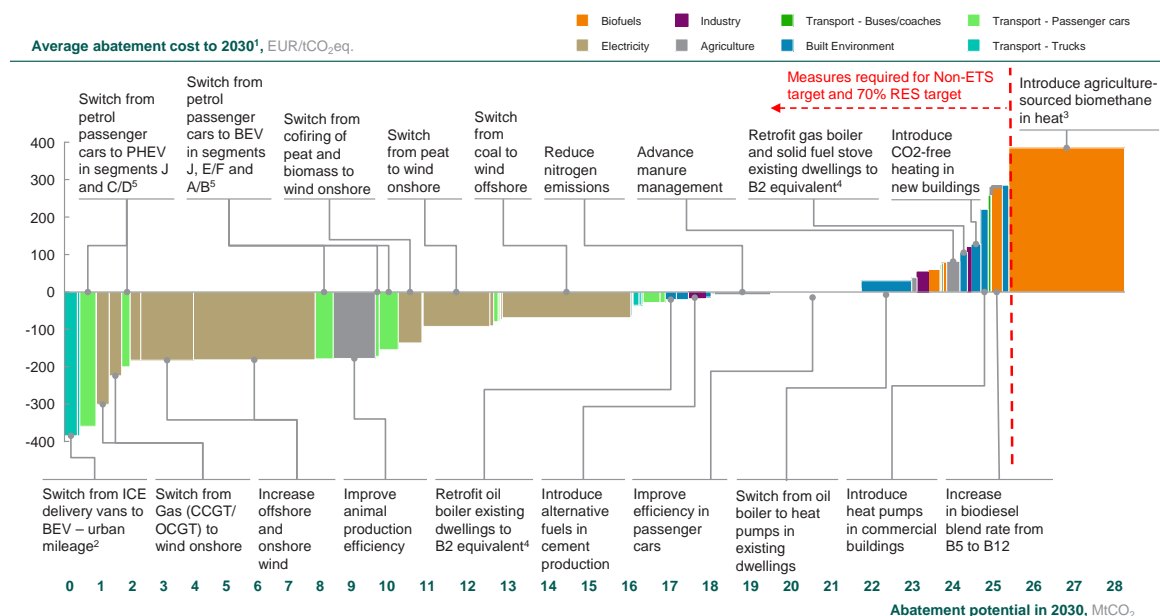 Biofuels
Industry
Transport - Buses/coaches
Transport - Passenger cars
Electricity
Agriculture
Built Environment
Transport - Trucks
Average abatement cost to 2030¹, EUR/tCO₂eq.
Measures required for Non-ETS
target and 70% RES target
Introduce agriculture-
sourced biomethane
in heat³
Switch from
petrol
passenger
cars to PHEV
in segments J
and C/D⁵
Switch from
petrol
passenger
cars to BEV
in segments
J, E/F and
A/B⁵
Switch from
cofiring of
peat and
biomass to
wind onshore
Switch
from peat
to wind
onshore
Switch
from
coal to
wind
offshore
Reduce
nitrogen
emissions
Advance
manure
management
Retrofit gas boiler
and solid fuel stove
existing dwellings to
B2 equivalent⁴
Introduce
CO2-free
heating in
new buildings
400
300
200
100
0
-100
-200
-300
-400
Switch from ICE
delivery vans to
BEV – urban
mileage²
Switch from
Gas (CCGT/
OCGT) to
wind onshore
Increase
offshore
and
onshore
wind
Improve
animal
production
efficiency
Retrofit oil
boiler existing
dwellings to
B2 equivalent⁴
Introduce
alternative
fuels in
cement
production
Improve
efficiency in
passenger
cars
Switch from oil
boiler to heat
pumps in
existing
dwellings
Introduce
heat pumps in
commercial
buildings
Increase
in biodiesel
blend rate from
B5 to B12
0 1 2 3 4 5 6 7 8 9 10 11 12 13 14 15 16 17 18 19 20 21 22 23 24 25 26 27 28
Abatement potential in 2030, MtCO₂